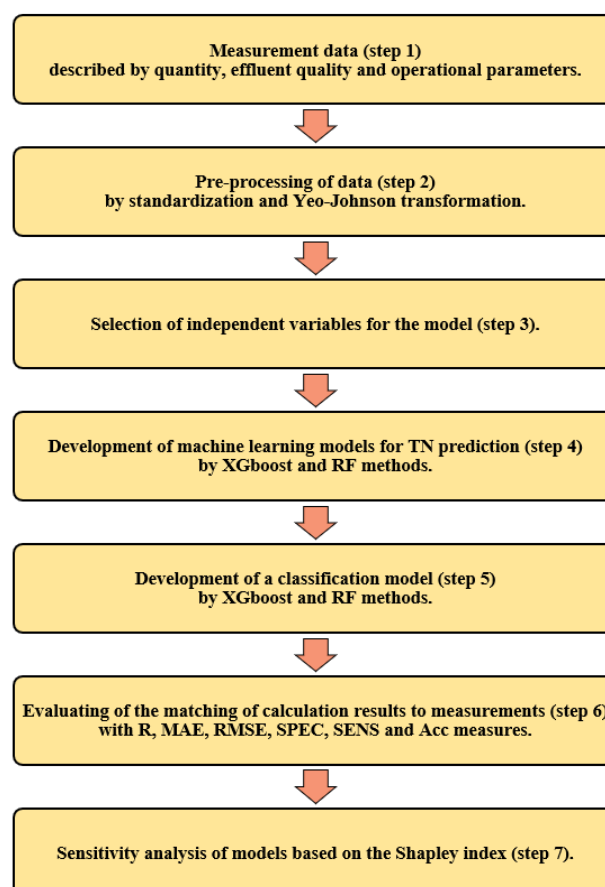 Measurement data (step 1)
described by quantity, effluent quality and operational parameters.
Pre-processing of data (step 2)
by standardization and Yeo-Johnson transformation.
Selection of independent variables for the model (step 3).
Development of machine learning models for TN prediction (step 4)
by XGboost and RF methods.
Development of a classification model (step 5)
by XGboost and RF methods.
Evaluating of the matching of calculation results to measurements (step 6)
with R, MAE, RMSE, SPEC, SENS and Acc measures.
Sensitivity analysis of models based on the Shapley index (step 7).